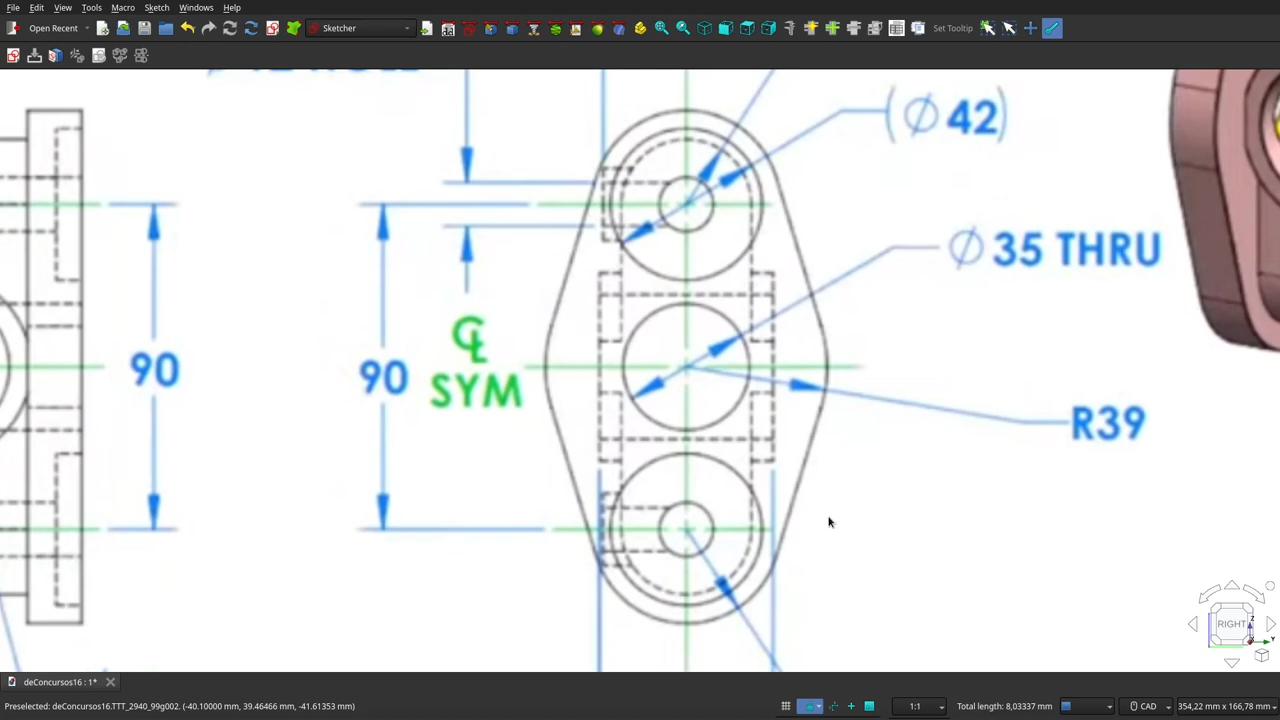 File Edit View Tools Macro Sketch Windows Help
Open Recent
Sketcher
Set Tooltip
(∅ 42)
∅ 35 THRU
90
90
℄
SYM
R39
RIGHT
Z
Y
deConcursos16 : 1*
Preselected: deConcursos16.TTT_2940_99g002. (-40.10000 mm, 39.46466 mm, -41.61353 mm)
1:1
Total length: 8,03337 mm
CAD
354,22 mm x 166,78 mm